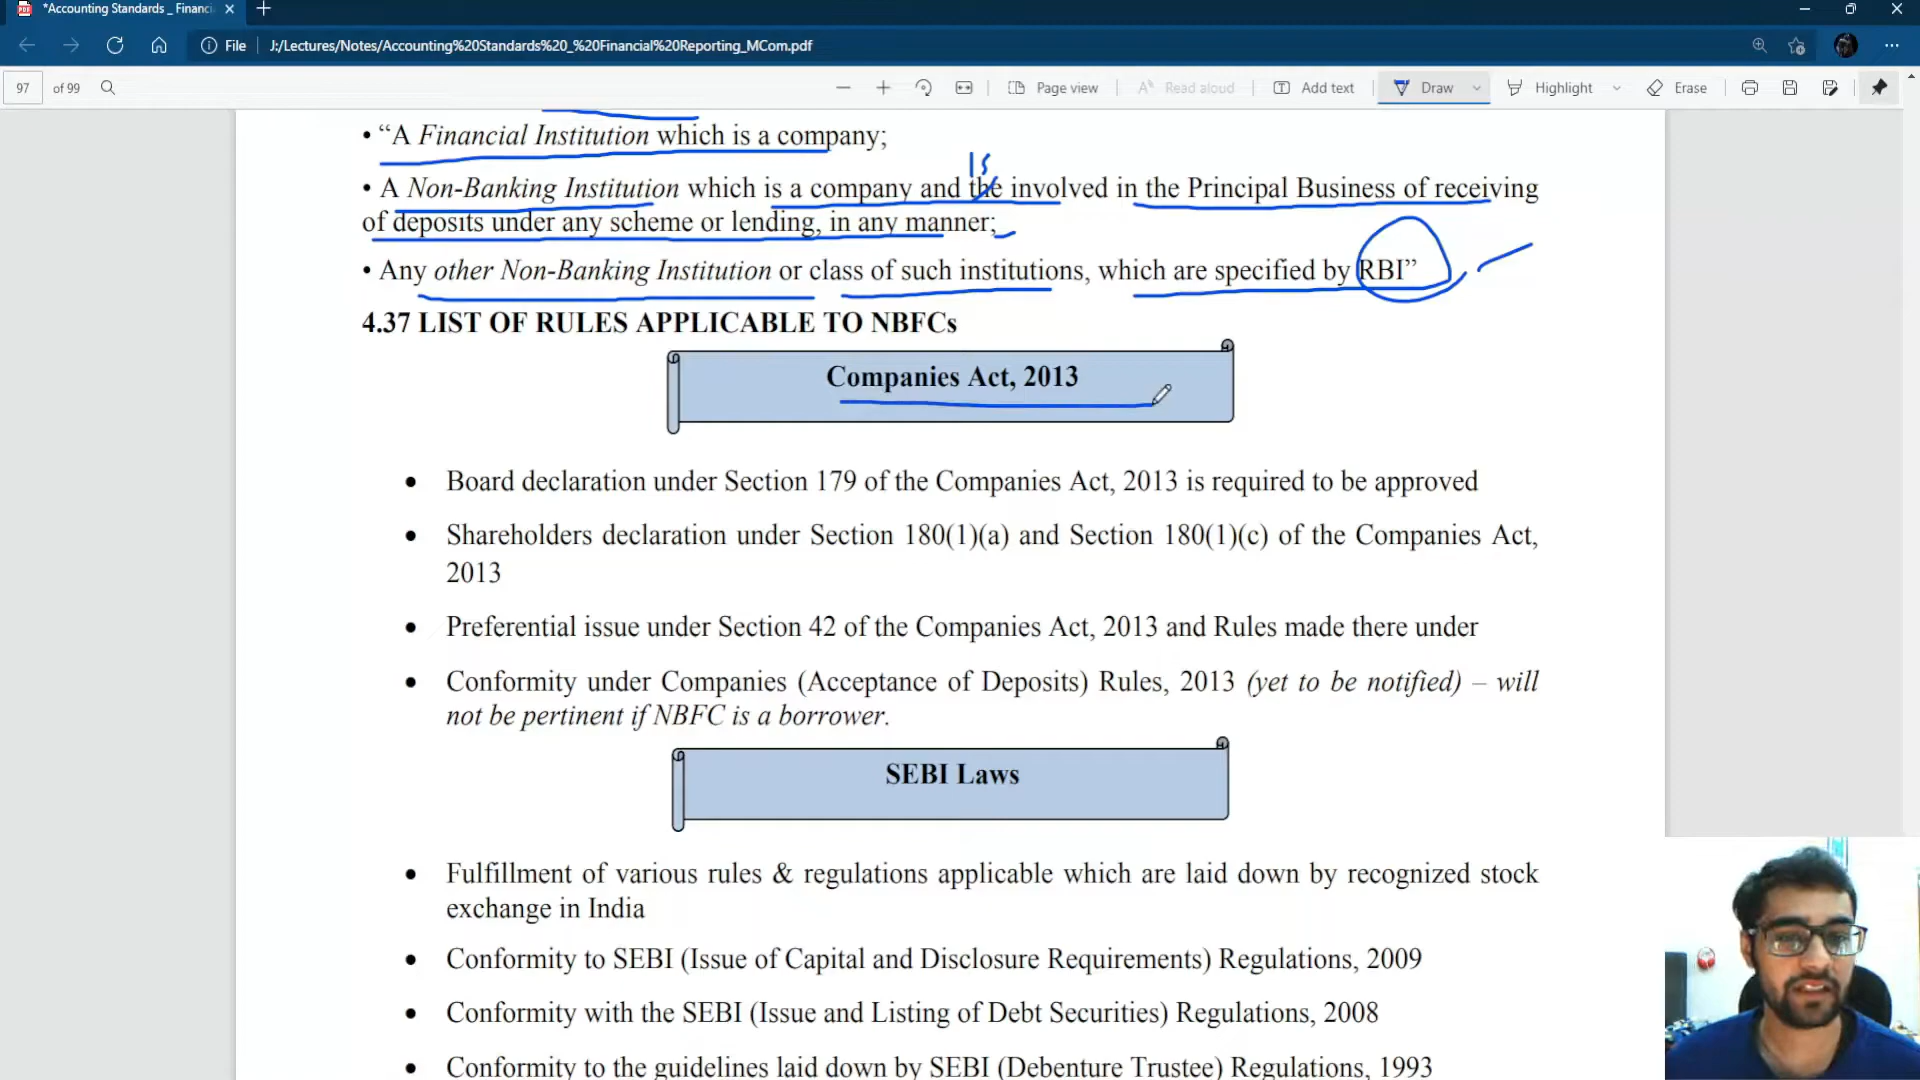 *Accounting Standards _ Financi
File
J:/Lectures/Notes/Accounting%20Standards%20_%20Financial%20Reporting_MCom.pdf
97
of 99
Page view
Read aloud
Add text
Draw
Highlight
Erase
• “A Financial Institution which is a company;
Is
• A Non-Banking Institution which is a company and the involved in the Principal Business of receiving
of deposits under any scheme or lending, in any manner;
• Any other Non-Banking Institution or class of such institutions, which are specified by RBI”
4.37 LIST OF RULES APPLICABLE TO NBFCs
Companies Act, 2013
• Board declaration under Section 179 of the Companies Act, 2013 is required to be approved
• Shareholders declaration under Section 180(1)(a) and Section 180(1)(c) of the Companies Act,
2013
• Preferential issue under Section 42 of the Companies Act, 2013 and Rules made there under
• Conformity under Companies (Acceptance of Deposits) Rules, 2013 (yet to be notified) – will
not be pertinent if NBFC is a borrower.
SEBI Laws
• Fulfillment of various rules & regulations applicable which are laid down by recognized stock
exchange in India
• Conformity to SEBI (Issue of Capital and Disclosure Requirements) Regulations, 2009
• Conformity with the SEBI (Issue and Listing of Debt Securities) Regulations, 2008
• Conformity to the guidelines laid down by SEBI (Debenture Trustee) Regulations, 1993